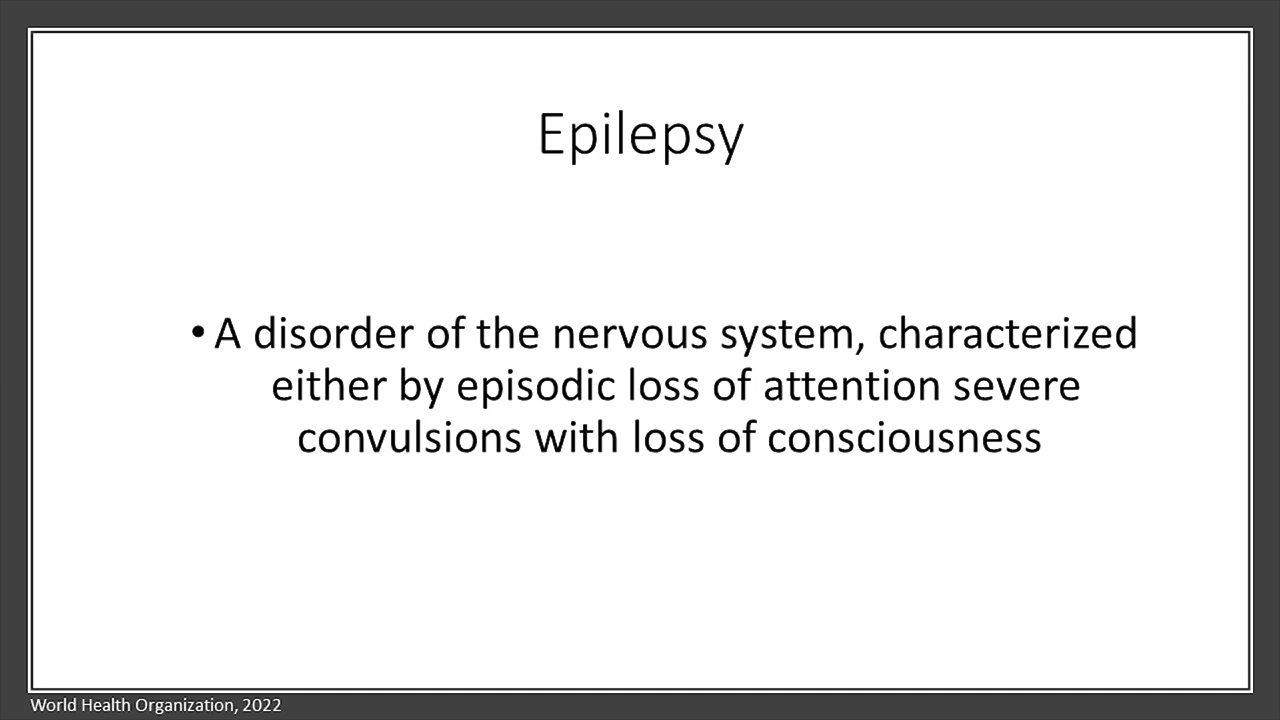 Epilepsy
• A disorder of the nervous system, characterized
either by episodic loss of attention severe
convulsions with loss of consciousness
World Health Organization, 2022